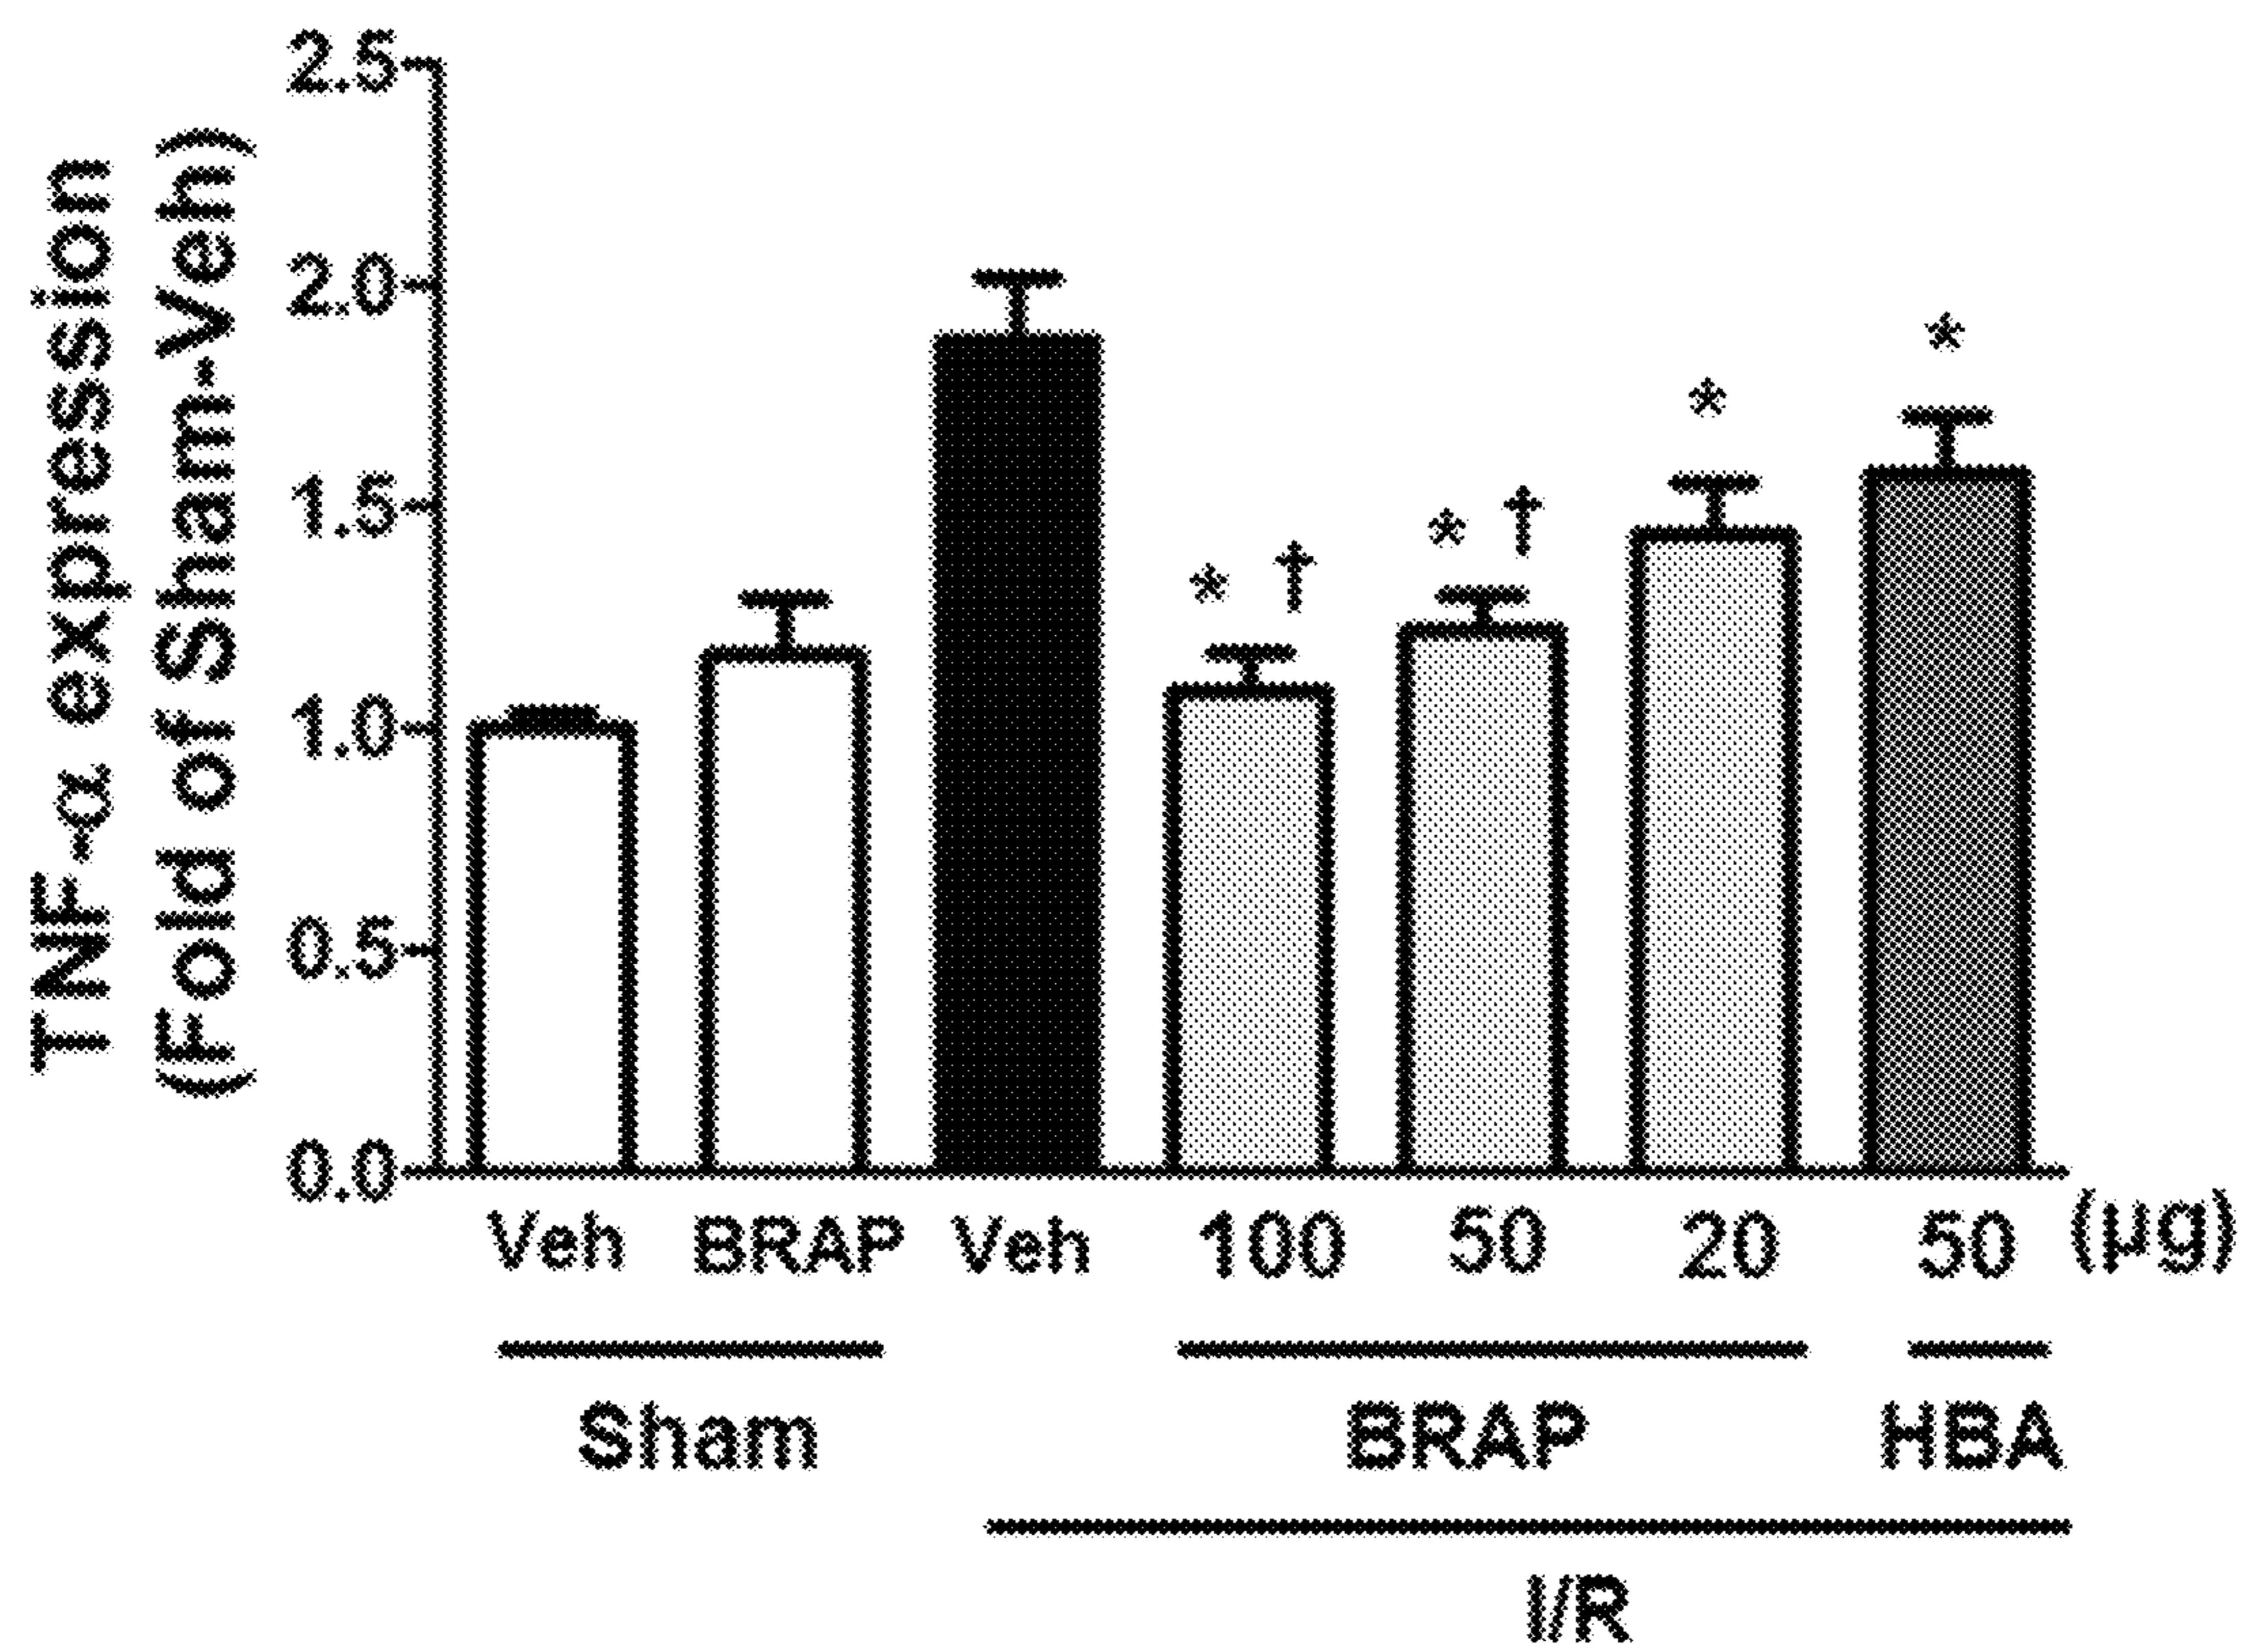 TNF-α expression
(Fold of Sham-Veh)
2.5
2.0
1.5
1.0
0.5
0.0
*
*
* †
* †
Veh BRAP Veh 100 50 20 50 (μg)
Sham BRAP HBA
I/R